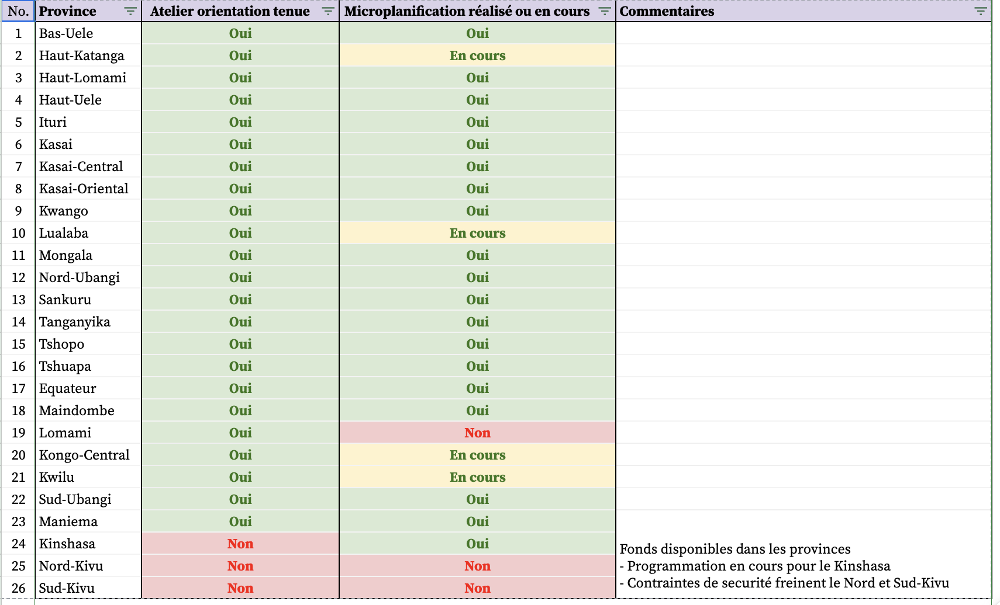 No. Province Atelier orientation tenue Microplanification réalisé ou en cours Commentaires
1 Bas-Uele Oui Oui
2 Haut-Katanga Oui En cours
3 Haut-Lomami Oui Oui
4 Haut-Uele Oui Oui
5 Ituri Oui Oui
6 Kasai Oui Oui
7 Kasai-Central Oui Oui
8 Kasai-Oriental Oui Oui
9 Kwango Oui Oui
10 Lualaba Oui En cours
11 Mongala Oui Oui
12 Nord-Ubangi Oui Oui
13 Sankuru Oui Oui
14 Tanganyika Oui Oui
15 Tshopo Oui Oui
16 Tshuapa Oui Oui
17 Equateur Oui Oui
18 Maindombe Oui Oui
19 Lomami Oui Non
20 Kongo-Central Oui En cours
21 Kwilu Oui En cours
22 Sud-Ubangi Oui Oui
23 Maniema Oui Oui
24 Kinshasa Non Oui
25 Nord-Kivu Non Non
26 Sud-Kivu Non Non
Fonds disponibles dans les provinces
- Programmation en cours pour le Kinshasa
- Contraintes de securité freinent le Nord et Sud-Kivu